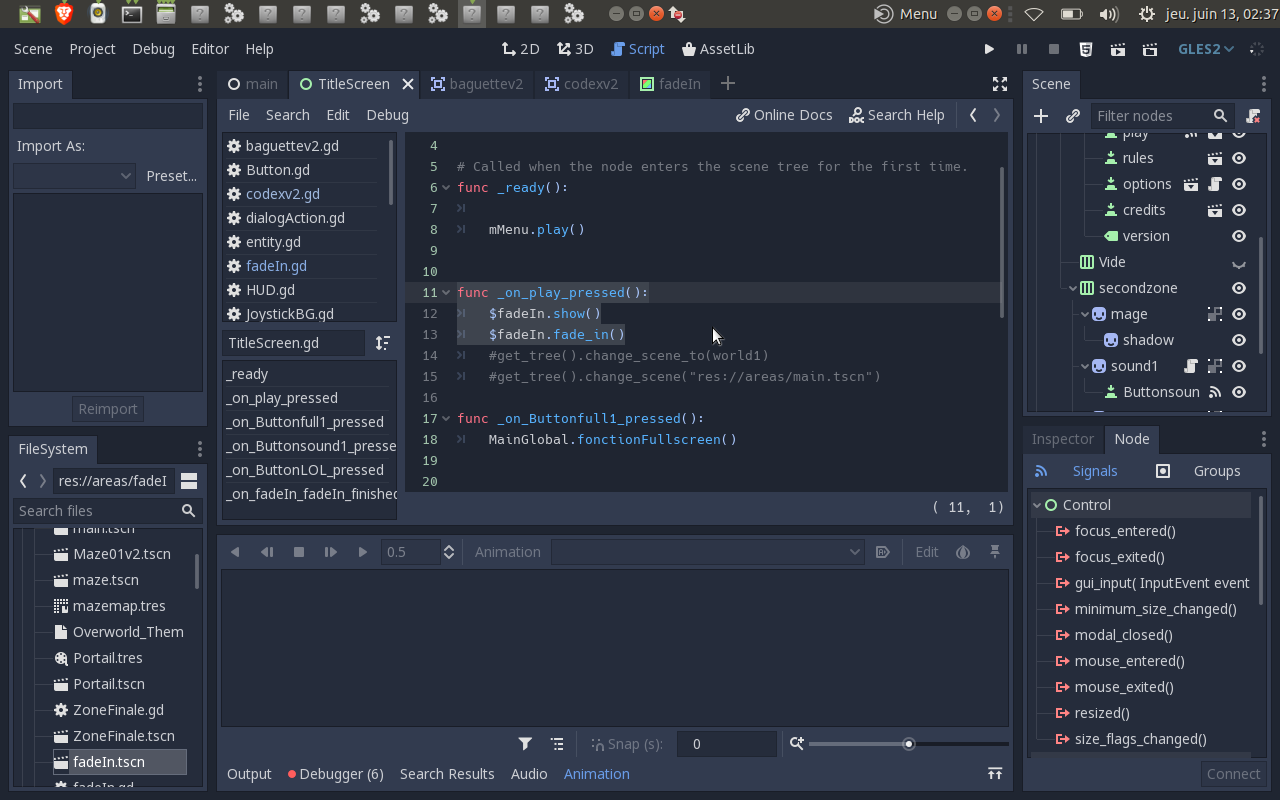 Menu
jeu. juin 13, 02:37
Scene Project Debug Editor Help
2D 3D Script AssetLib
GLES2
Import
Import As:
Preset...
Reimport
FileSystem
res://areas/fadeI
Search files
main.tscn
Maze01v2.tscn
maze.tscn
mazemap.tres
Overworld_Them
Portail.tres
Portail.tscn
ZoneFinale.gd
ZoneFinale.tscn
fadeIn.tscn
fadeIn.gd
main TitleScreen baguettev2 codexv2 fadeIn
File Search Edit Debug
Online Docs Search Help
baguettev2.gd
Button.gd
codexv2.gd
dialogAction.gd
entity.gd
fadeIn.gd
HUD.gd
JoystickBG.gd
TitleScreen.gd
_ready
_on_play_pressed
_on_Buttonfull1_pressed
_on_Buttonsound1_presse
_on_ButtonLOL_pressed
_on_fadeIn_fadeIn_finished
4
5 # Called when the node enters the scene tree for the first time.
6 func _ready():
7
8 mMenu.play()
9
10
11 func _on_play_pressed():
12 $fadeIn.show()
13 $fadeIn.fade_in()
14 #get_tree().change_scene_to(world1)
15 #get_tree().change_scene("res://areas/main.tscn")
16
17 func _on_Buttonfull1_pressed():
18 MainGlobal.fonctionFullscreen()
19
20
( 11, 1)
0.5 Animation Edit
Snap (s): 0
Output Debugger (6) Search Results Audio Animation
Scene
Filter nodes
play
rules
options
credits
version
Vide
secondzone
mage
shadow
sound1
Buttonsoun
Inspector Node
Signals Groups
Control
focus_entered()
focus_exited()
gui_input( InputEvent event
minimum_size_changed()
modal_closed()
mouse_entered()
mouse_exited()
resized()
size_flags_changed()
Connect